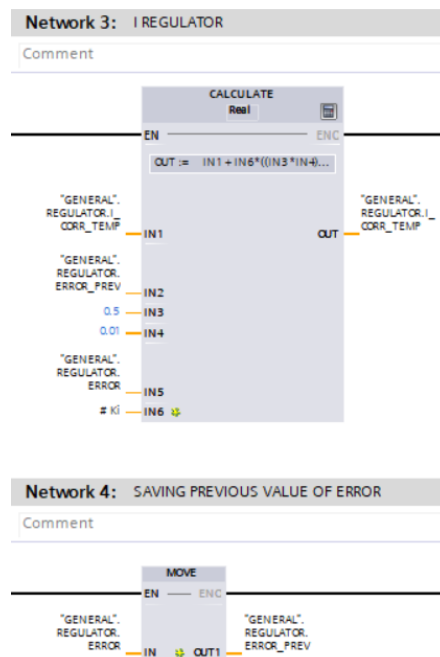 Network 3: I REGULATOR
Comment
CALCULATE
Real
EN ENC
OUT := IN1+IN6*((IN3*IN4)...
"GENERAL".
REGULATOR.I_
CORR_TEMP IN1
"GENERAL".
REGULATOR.I_
OUT CORR_TEMP
"GENERAL".
REGULATOR.
ERROR_PREV IN2
0.5 IN3
0.01 IN4
"GENERAL".
REGULATOR.
ERROR IN5
# Ki IN6
Network 4: SAVING PREVIOUS VALUE OF ERROR
Comment
MOVE
EN ENC
"GENERAL".
REGULATOR.
ERROR IN
"GENERAL".
REGULATOR.
OUT1 ERROR_PREV